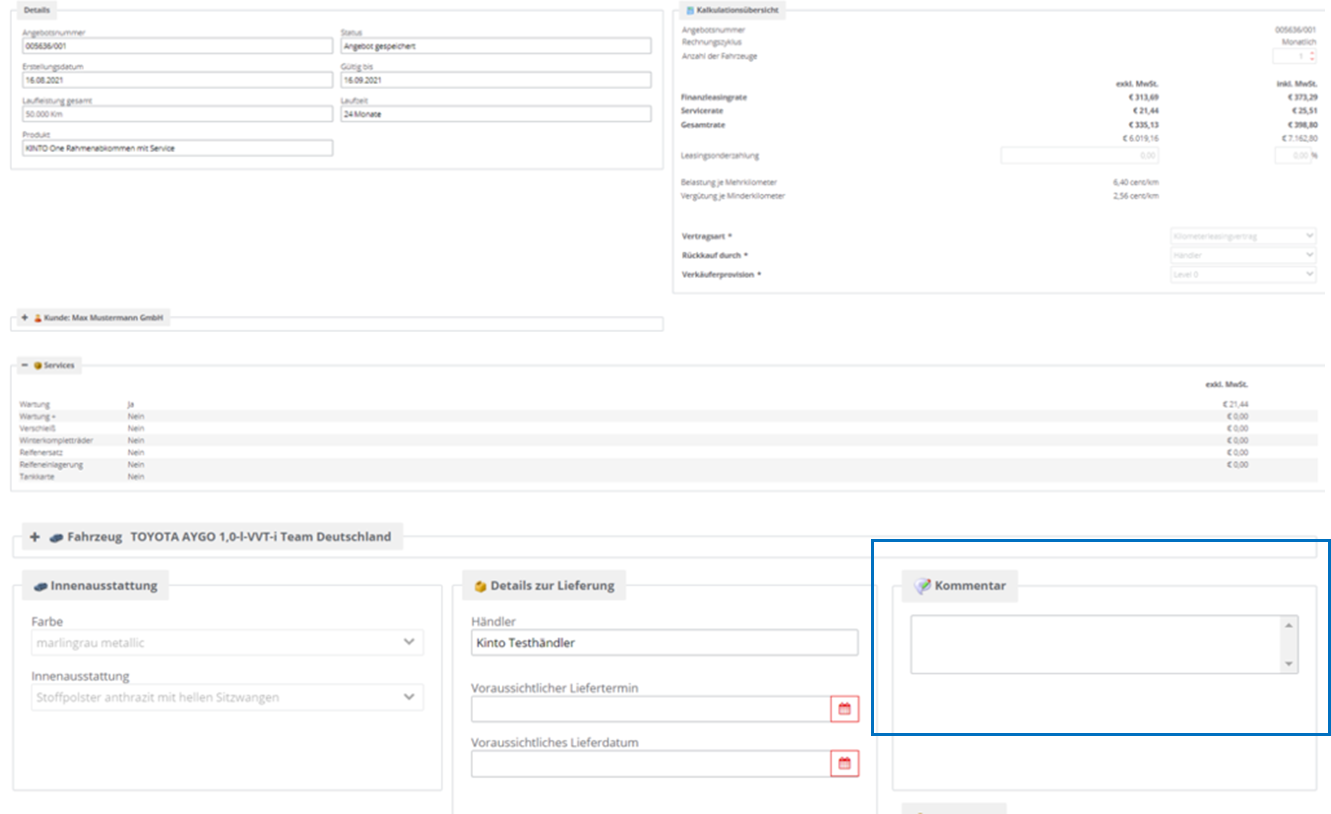 Details
Angebotsnummer
005636/001
Status
Angebot gespeichert
Erstellungsdatum
16.08.2021
Gültig bis
16.09.2021
Laufleistung gesamt
50.000 Km
Laufzeit
24 Monate
Produkt
KINTO One Rahmenabkommen mit Service
Kalkulationsübersicht
Angebotsnummer 005636/001
Rechnungszyklus Monatlich
Anzahl der Fahrzeuge 1
exkl. MwSt. inkl. MwSt.
Finanzleasingrate € 313,69 € 373,29
Servicerate € 21,44 € 25,51
Gesamtrate € 335,13 € 398,80
€ 6.019,16 € 7.162,80
Leasingsonderzahlung 0,00 0,00 %
Belastung je Mehrkilometer 6,40 cent/km
Vergütung je Minderkilometer 2,56 cent/km
Vertragsart * Kilometerleasingvertrag
Rückkauf durch * Händler
Verkäuferprovision * Level 0
+ Kunde: Max Mustermann GmbH
− Services
exkl. MwSt.
Wartung Ja € 21,44
Wartung + Nein € 0,00
Verschleiß Nein € 0,00
Winterkompletträder Nein € 0,00
Reifenersatz Nein € 0,00
Reifeneinlagerung Nein € 0,00
Tankkarte Nein
+ Fahrzeug TOYOTA AYGO 1,0-l-VVT-i Team Deutschland
Innenausstattung
Farbe
marlingrau metallic
Innenausstattung
Stoffpolster anthrazit mit hellen Sitzwangen
Details zur Lieferung
Händler
Kinto Testhändler
Voraussichtlicher Liefertermin
Voraussichtliches Lieferdatum
Kommentar